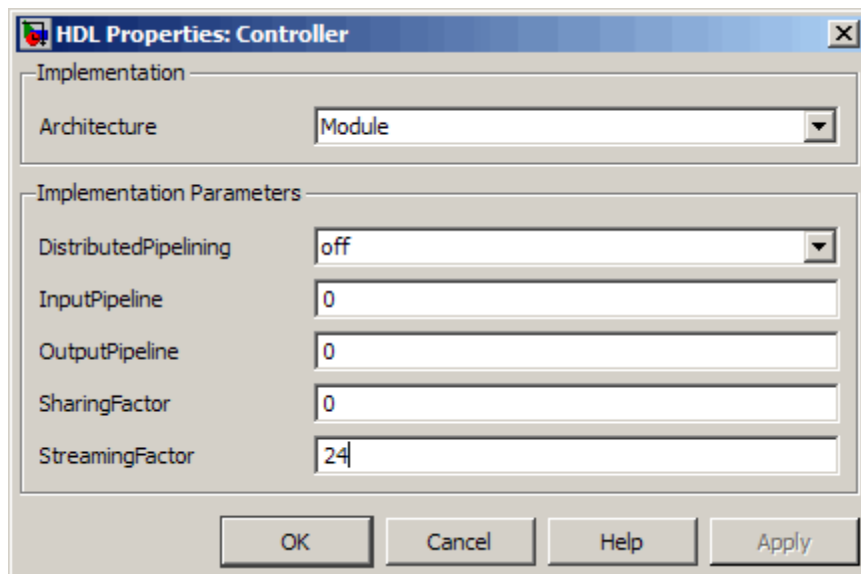 HDL Properties: Controller
Implementation
Architecture Module
Implementation Parameters
DistributedPipelining off
InputPipeline 0
OutputPipeline 0
SharingFactor 0
StreamingFactor 24
OK Cancel Help Apply